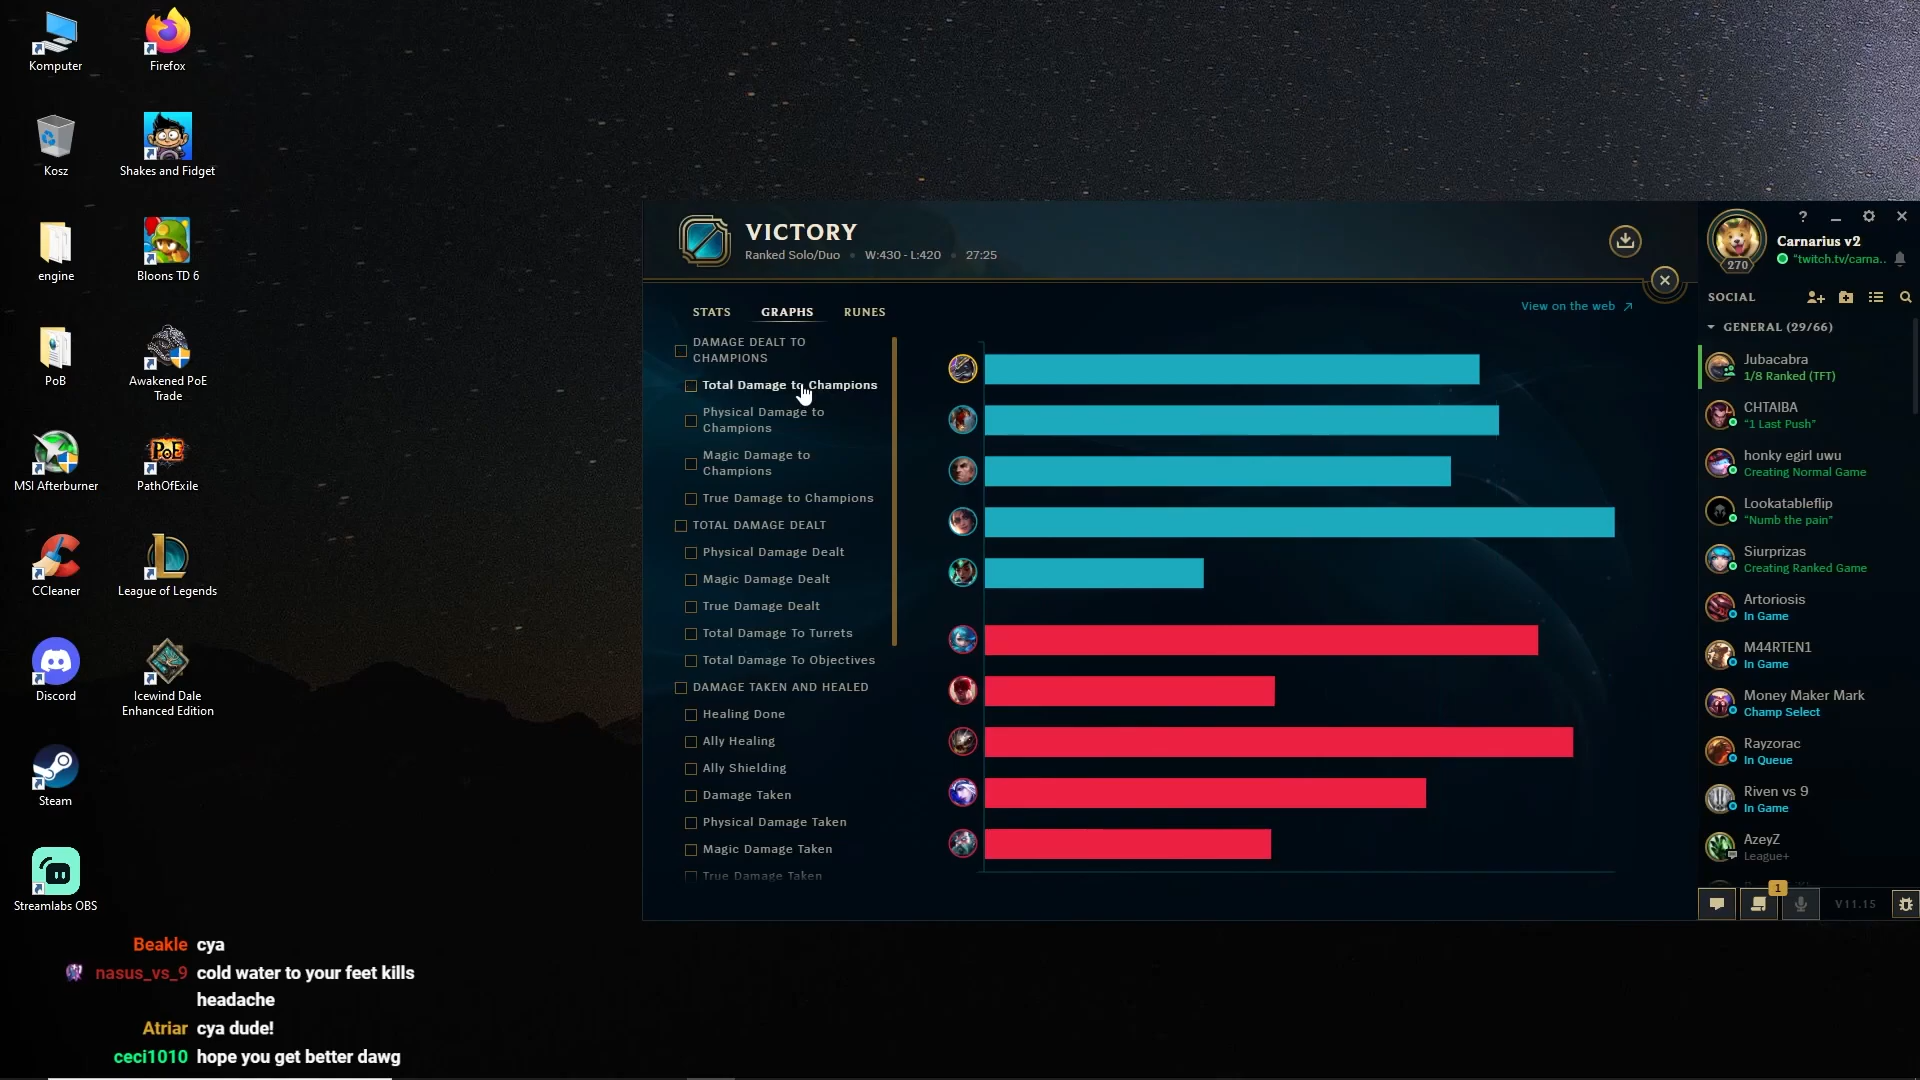 Komputer
Firefox
Kosz
Shakes and Fidget
engine
Bloons TD 6
PoB
Awakened PoE
Trade
MSI Afterburner
PathOfExile
CCleaner
League of Legends
Discord
Icewind Dale
Enhanced Edition
Steam
Streamlabs OBS
Beakle cya
nasus_vs_9 cold water to your feet kills
headache
Atriar cya dude!
ceci1010 hope you get better dawg
VICTORY
Ranked Solo/Duo • W:430 - L:420 • 27:25
STATS GRAPHS RUNES
View on the web
DAMAGE DEALT TO
CHAMPIONS
Total Damage to Champions
Physical Damage to
Champions
Magic Damage to
Champions
True Damage to Champions
TOTAL DAMAGE DEALT
Physical Damage Dealt
Magic Damage Dealt
True Damage Dealt
Total Damage To Turrets
Total Damage To Objectives
DAMAGE TAKEN AND HEALED
Healing Done
Ally Healing
Ally Shielding
Damage Taken
Physical Damage Taken
Magic Damage Taken
True Damage Taken
?
270
Carnarius v2
"twitch.tv/carna..
SOCIAL
GENERAL (29/66)
Jubacabra
1/8 Ranked (TFT)
CHTAIBA
"1 Last Push"
honky egirl uwu
Creating Normal Game
Lookatableflip
"Numb the pain"
Siurprizas
Creating Ranked Game
Artoriosis
In Game
M44RTEN1
In Game
Money Maker Mark
Champ Select
Rayzorac
In Queue
Riven vs 9
In Game
AzeyZ
League+
1
V11.15